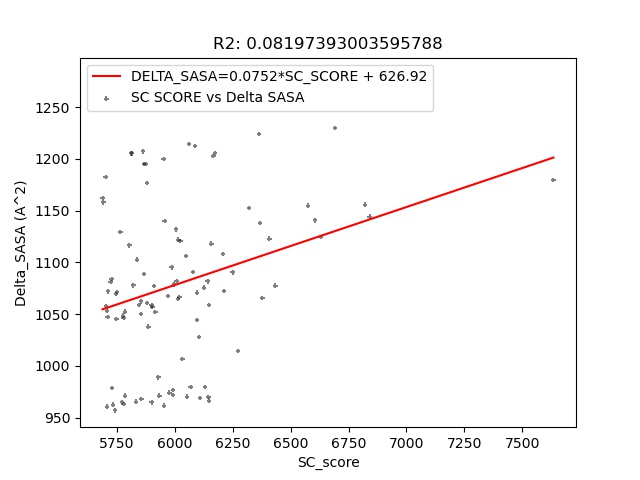 R2: 0.08197393003595788
DELTA_SASA=0.0752*SC_SCORE + 626.92
SC SCORE vs Delta SASA
1250
1200
1150
1100
1050
1000
950
Delta_SASA (A^2)
5750 6000 6250 6500 6750 7000 7250 7500
SC_score